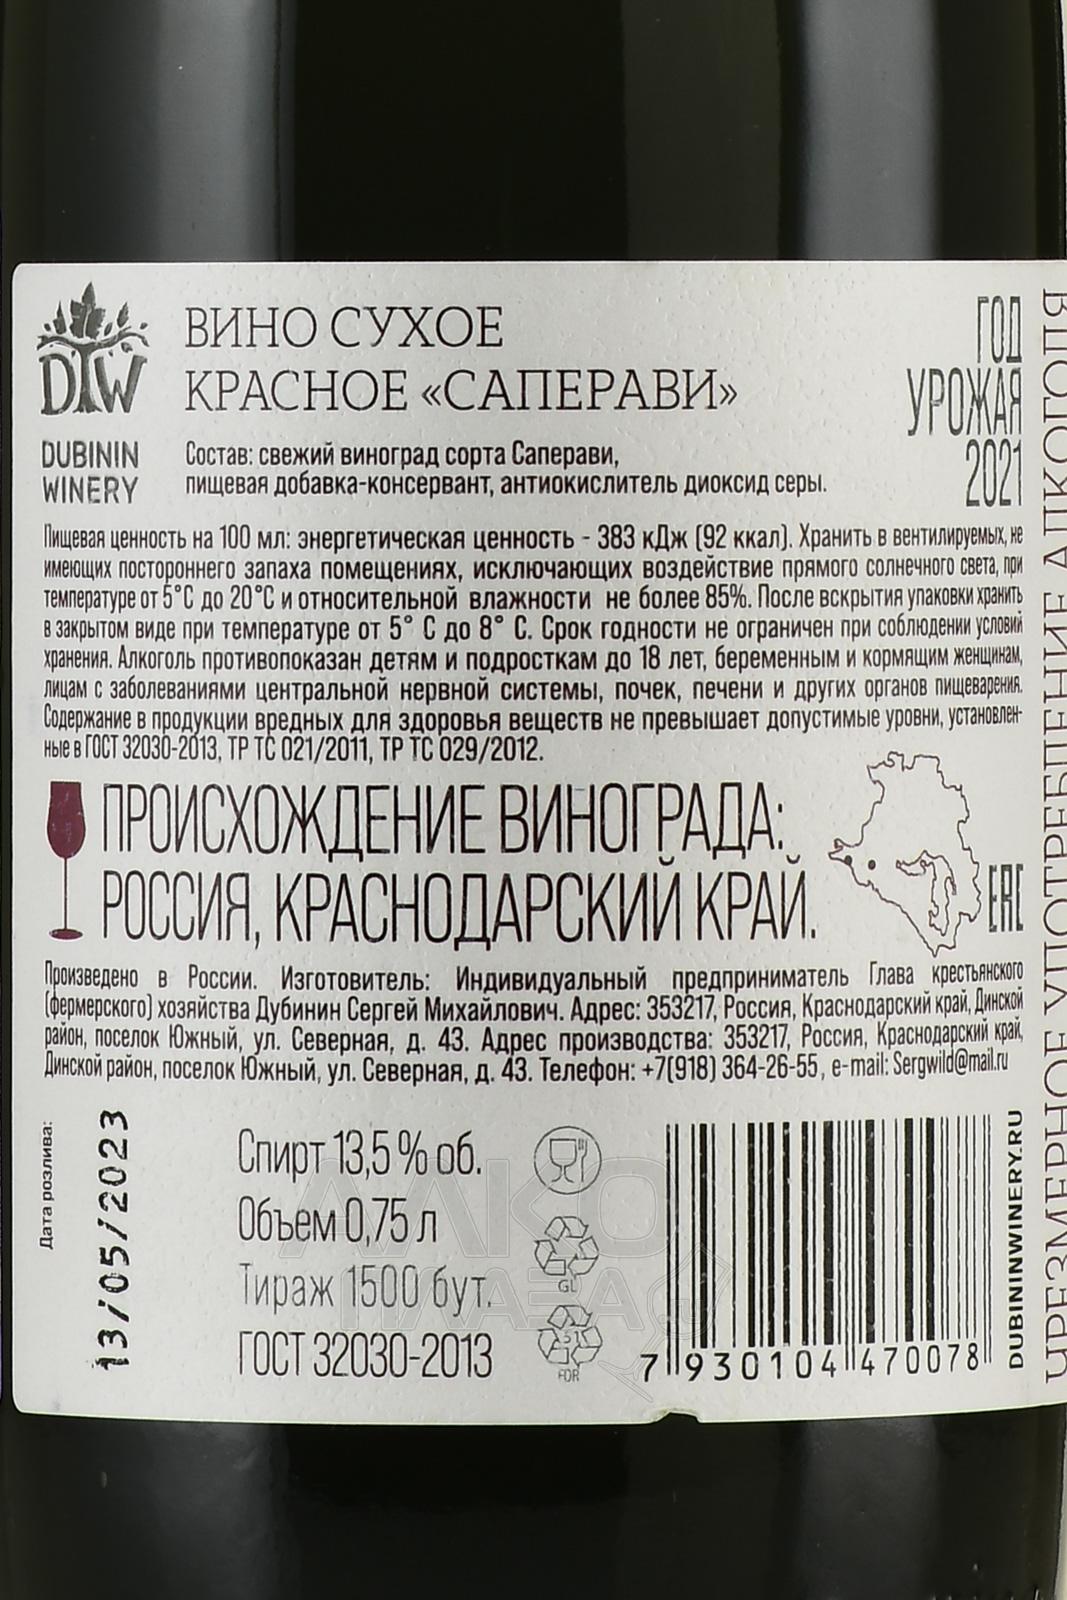 DW
DUBININ
WINERY
ВИНО СУХОЕ
КРАСНОЕ «САПЕРАВИ»
ГОД
УРОЖАЯ
2021
Состав: свежий виноград сорта Саперави,
пищевая добавка-консервант, антиокислитель диоксид серы.
Пищевая ценность на 100 мл: энергетическая ценность - 383 кДж (92 ккал). Хранить в вентилируемых, не
имеющих постороннего запаха помещениях, исключающих воздействие прямого солнечного света, при
температуре от 5°С до 20°С и относительной влажности не более 85%. После вскрытия упаковки хранить
в закрытом виде при температуре от 5° С до 8° С. Срок годности не ограничен при соблюдении условий
хранения. Алкоголь противопоказан детям и подросткам до 18 лет, беременным и кормящим женщинам,
лицам с заболеваниями центральной нервной системы, почек, печени и других органов пищеварения.
Содержание в продукции вредных для здоровья веществ не превышает допустимые уровни, установлен-
ные в ГОСТ 32030-2013, ТР ТС 021/2011, ТР ТС 029/2012.
ПРОИСХОЖДЕНИЕ ВИНОГРАДА:
РОССИЯ, КРАСНОДАРСКИЙ КРАЙ.
EAC
Произведено в России. Изготовитель: Индивидуальный предприниматель Глава крестьянского
(фермерского) хозяйства Дубинин Сергей Михайлович. Адрес: 353217, Россия, Краснодарский край, Динской
район, поселок Южный, ул. Северная, д. 43. Адрес производства: 353217, Россия, Краснодарский край,
Динской район, поселок Южный, ул. Северная, д. 43. Телефон: +7(918) 364-26-55, e-mail: Sergwild@mail.ru
Дата розлива:
13/05/2023
Спирт 13,5 % об.
Объем 0,75 л
Тираж 1500 бут.
ГОСТ 32030-2013
GL
51
FOR
7 930104 470078
DUBININWINERY.RU
ЧРЕЗМЕРНОЕ УПОТРЕБЛЕНИЕ АЛКОГОЛЯ
АЛКО
ПЛАЗА